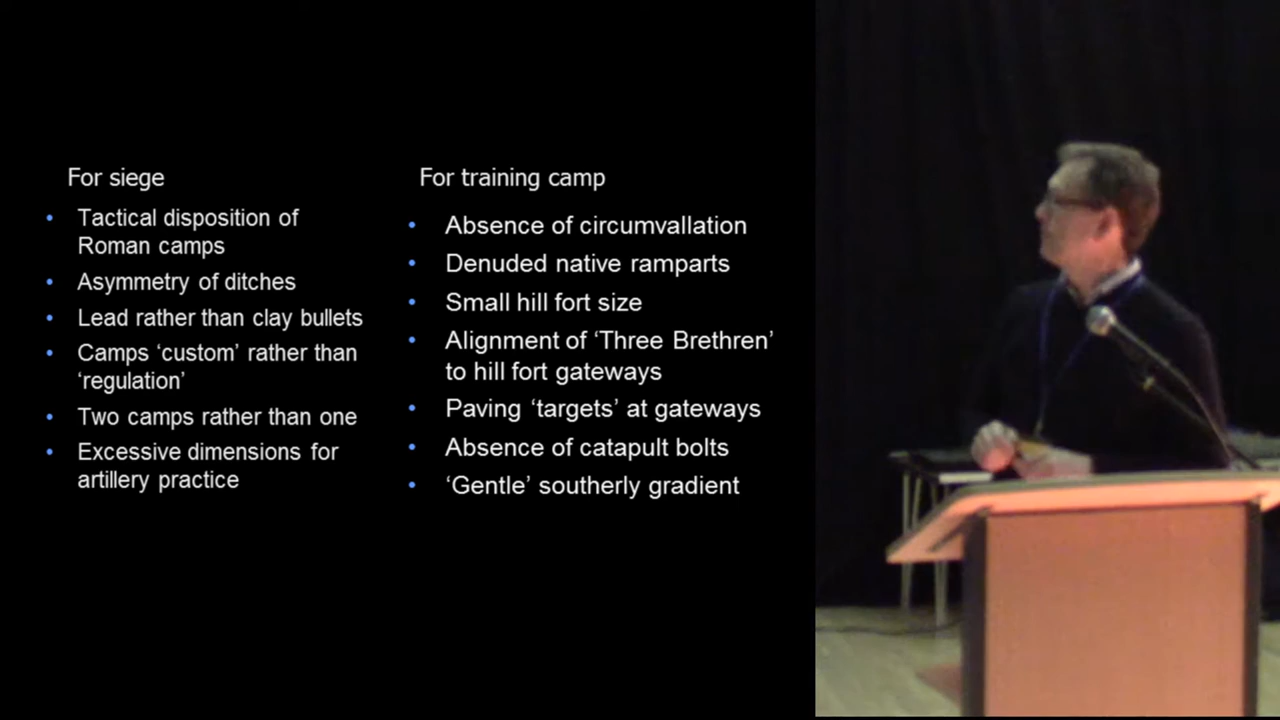 For siege
• Tactical disposition of
Roman camps
• Asymmetry of ditches
• Lead rather than clay bullets
• Camps ‘custom’ rather than
‘regulation’
• Two camps rather than one
• Excessive dimensions for
artillery practice
For training camp
• Absence of circumvallation
• Denuded native ramparts
• Small hill fort size
• Alignment of ‘Three Brethren’
to hill fort gateways
• Paving ‘targets’ at gateways
• Absence of catapult bolts
• ‘Gentle’ southerly gradient